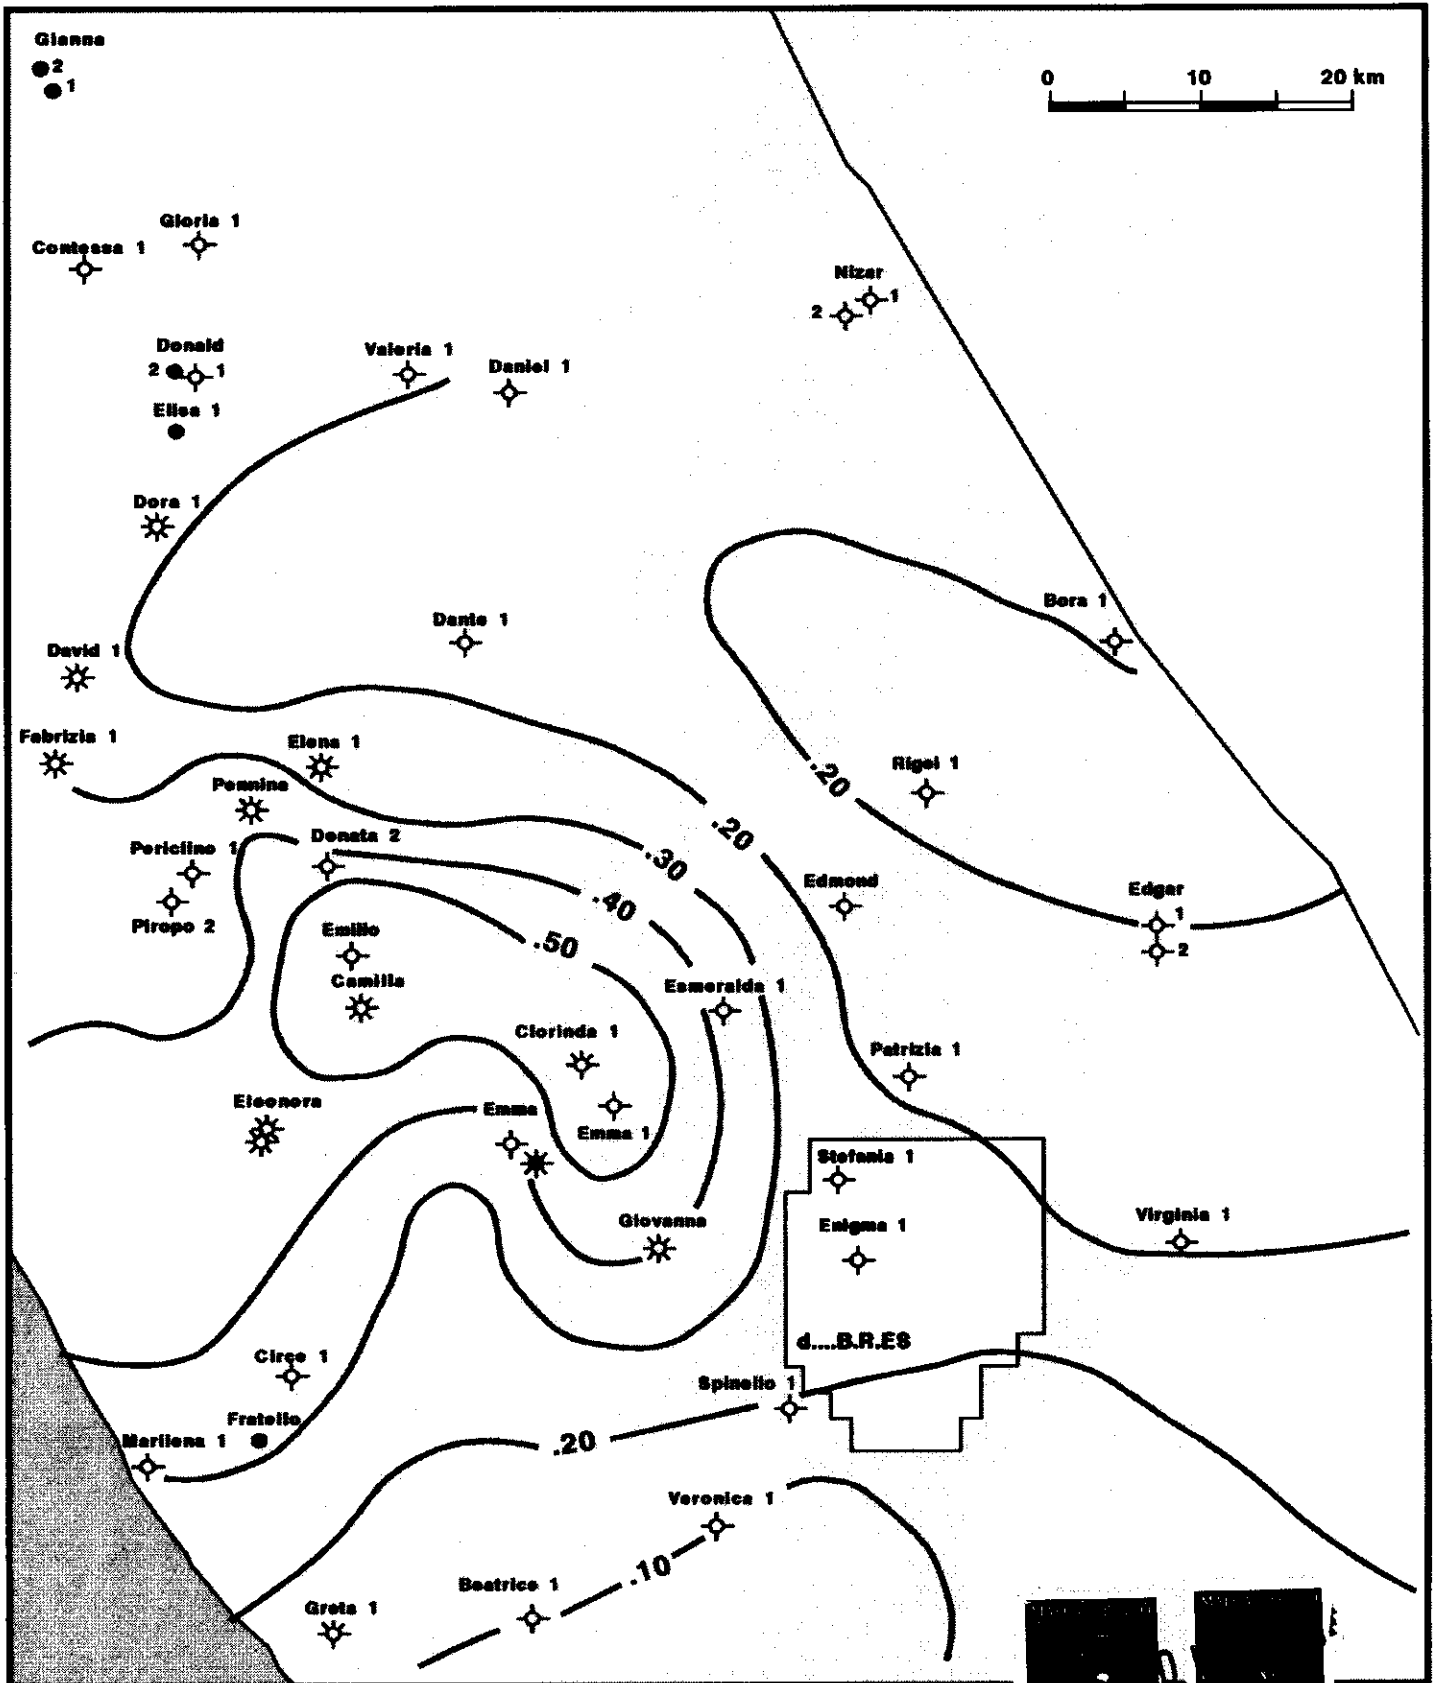 Gianna
2
1
0 10 20 km
Gloria 1
Contessa 1
Nizar
1
2
Donald
2 1
Valeria 1
Daniel 1
Elisa 1
Dora 1
Bora 1
Dante 1
David 1
Fabrizia 1
Elena 1
Pennina
.20
Rigel 1
.20
Donata 2
Periclino 1
.30
Edmond
Edgar
1
2
.40
Piropo 2
Emilio
.50
Camilla
Esmeralda 1
Clorinda 1
Patrizia 1
Eleonora
Emma
Emma 1
Stefania 1
Giovanna
Enigma 1
Virginia 1
d....B.R.ES
Circe 1
Spinello 1
Fratello
Marilena 1
.20
Veronica 1
.10
Beatrice 1
Greta 1